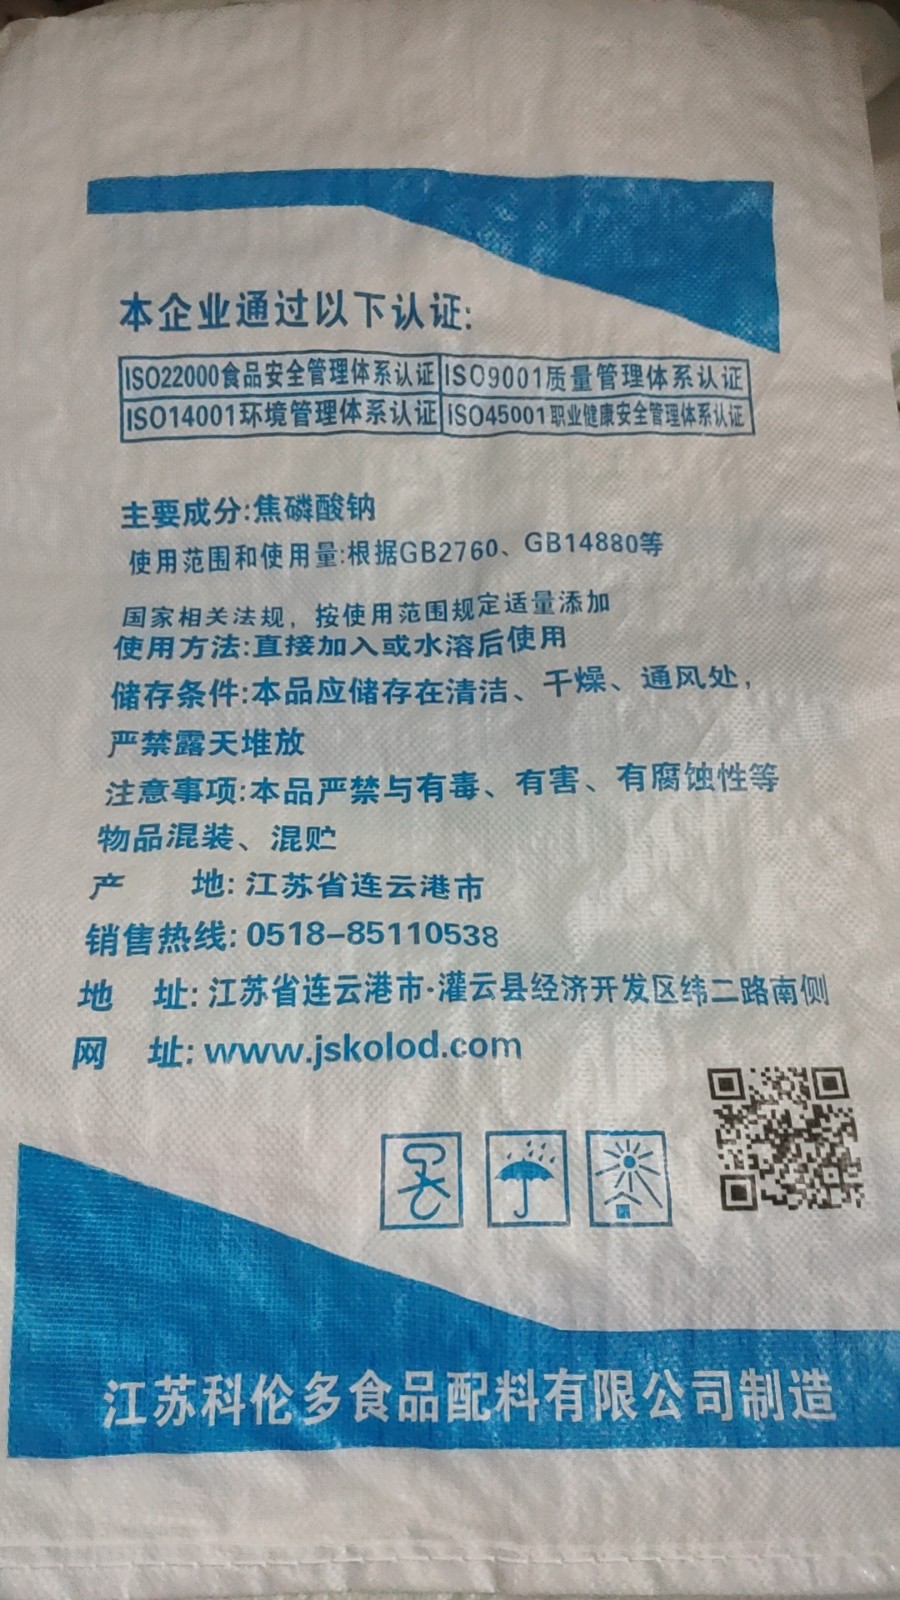 本企业通过以下认证:
ISO22000食品安全管理体系认证 ISO9001质量管理体系认证
ISO14001环境管理体系认证 ISO45001职业健康安全管理体系认证
主要成分:焦磷酸钠
使用范围和使用量:根据GB2760、GB14880等
国家相关法规，按使用范围规定适量添加
使用方法:直接加入或水溶后使用
储存条件:本品应储存在清洁、干燥、通风处，
严禁露天堆放
注意事项:本品严禁与有毒、有害、有腐蚀性等
物品混装、混贮
产 地:江苏省连云港市
销售热线:0518-85110538
地 址:江苏省连云港市·灌云县经济开发区纬二路南侧
网 址:www.jskolod.com
江苏科伦多食品配料有限公司制造